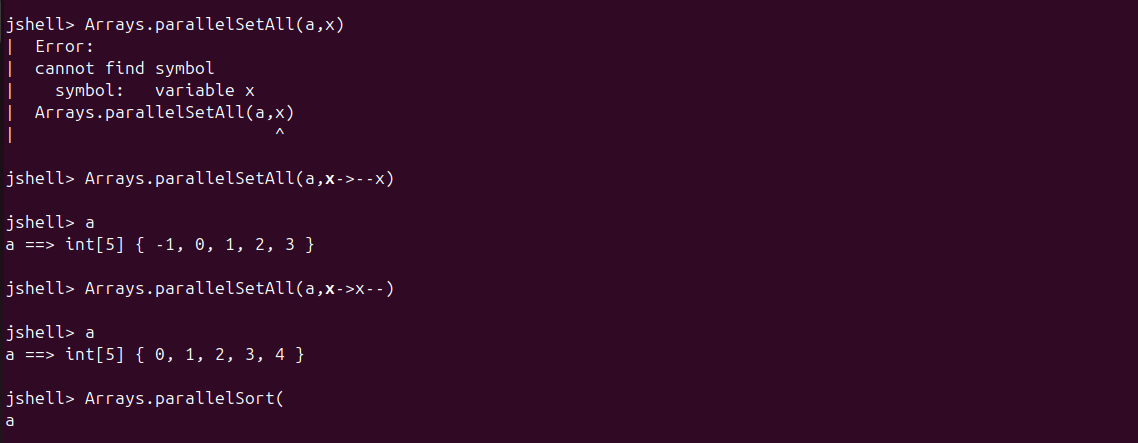 jshell> Arrays.parallelSetAll(a,x)
|  Error:
|  cannot find symbol
|    symbol:   variable x
|  Arrays.parallelSetAll(a,x)
|                          ^
jshell> Arrays.parallelSetAll(a,x->--x)
jshell> a
a ==> int[5] { -1, 0, 1, 2, 3 }
jshell> Arrays.parallelSetAll(a,x->x--)
jshell> a
a ==> int[5] { 0, 1, 2, 3, 4 }
jshell> Arrays.parallelSort(
a